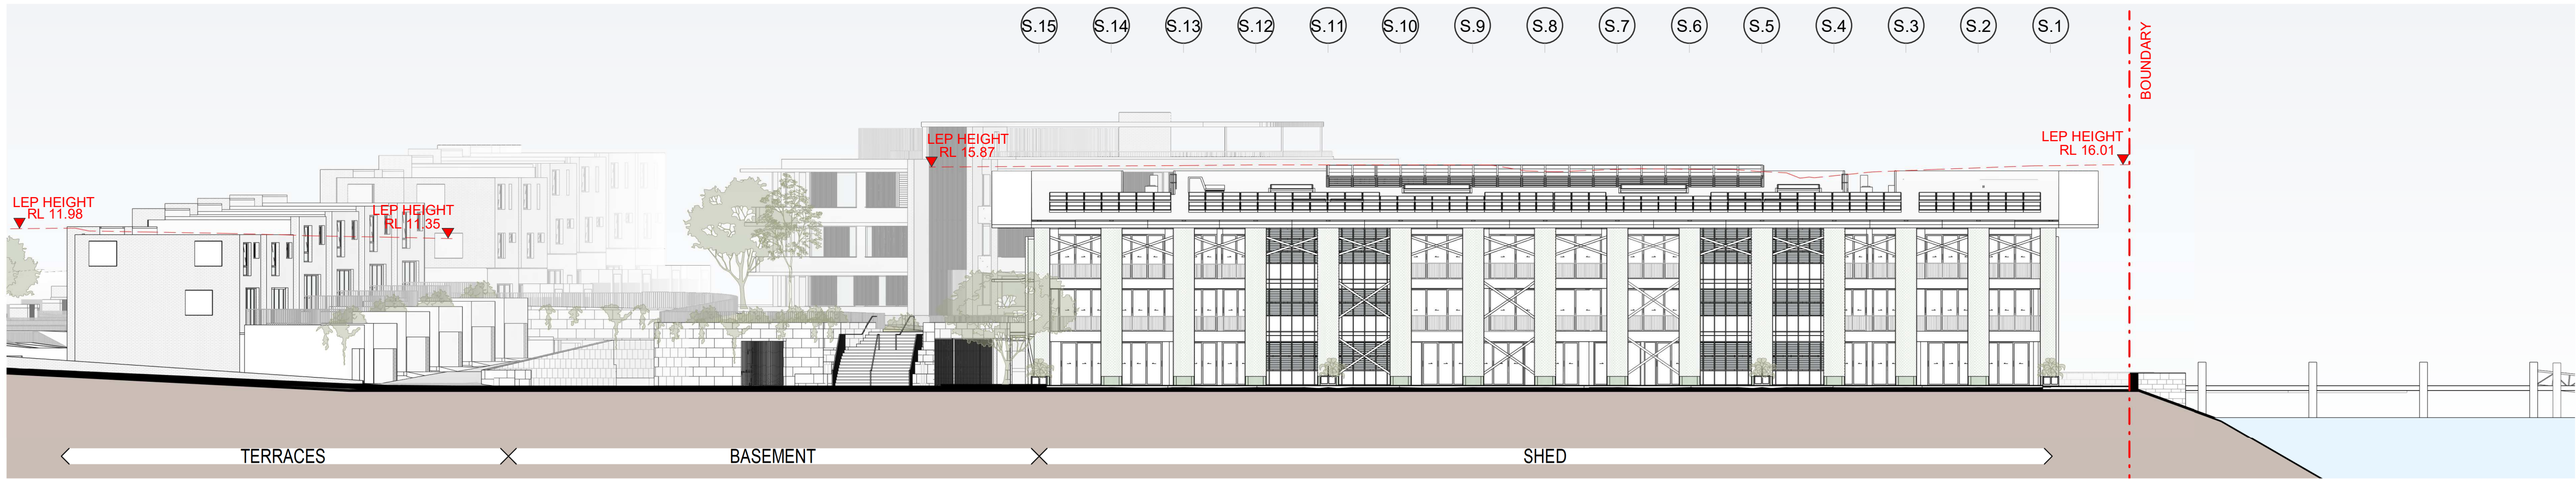 S.15 S.14 S.13 S.12 S.11 S.10 S.9 S.8 S.7 S.6 S.5 S.4 S.3 S.2 S.1
BOUNDARY
LEP HEIGHT
RL 11.98
LEP HEIGHT
RL 11.35
LEP HEIGHT
RL 15.87
LEP HEIGHT
RL 16.01
TERRACES
BASEMENT
SHED